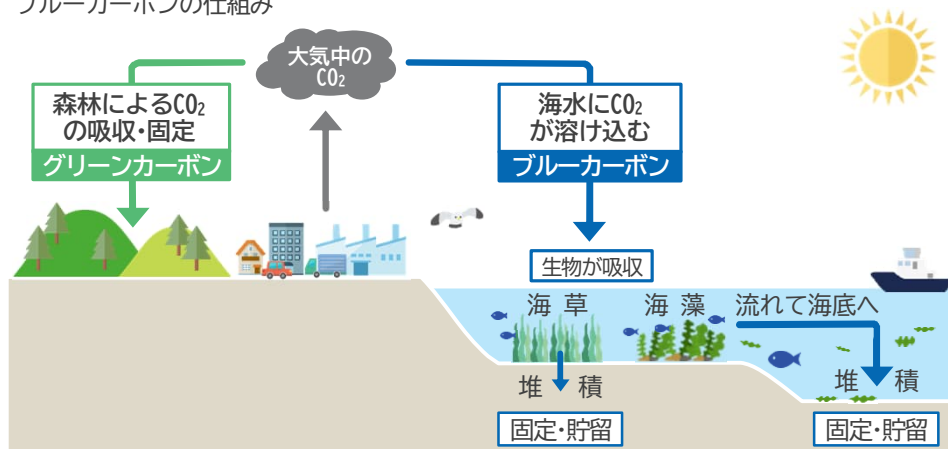 ブルーカーボンの仕組み
大気中の
CO₂
森林によるCO₂
の吸収・固定
グリーンカーボン
海水にCO₂
が溶け込む
ブルーカーボン
生物が吸収
海草
海藻
流れて海底へ
堆積
堆積
固定・貯留
固定・貯留